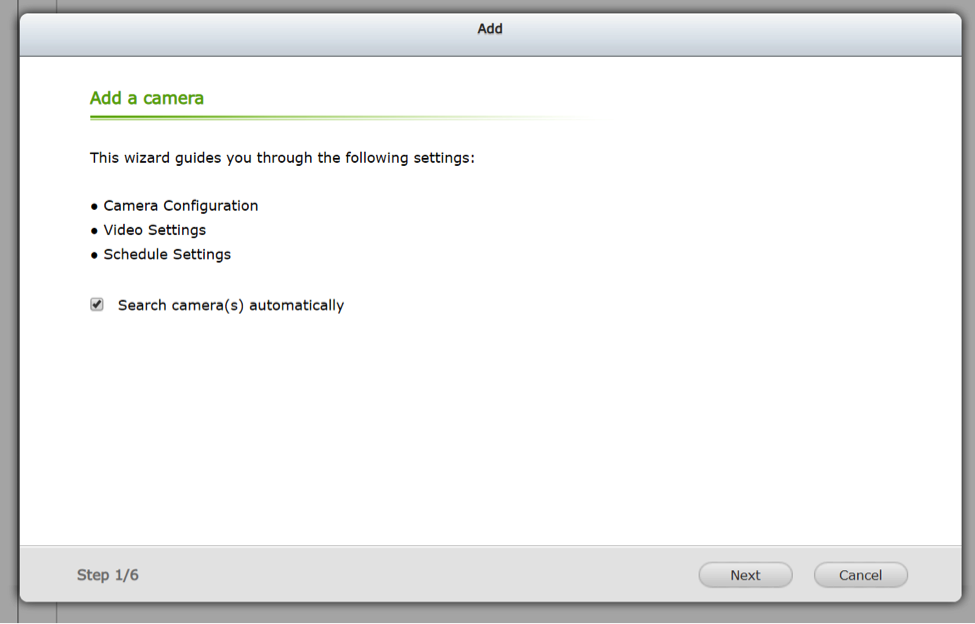 Add
Add a camera
This wizard guides you through the following settings:
● Camera Configuration
● Video Settings
● Schedule Settings
Search camera(s) automatically
Step 1/6
Next
Cancel